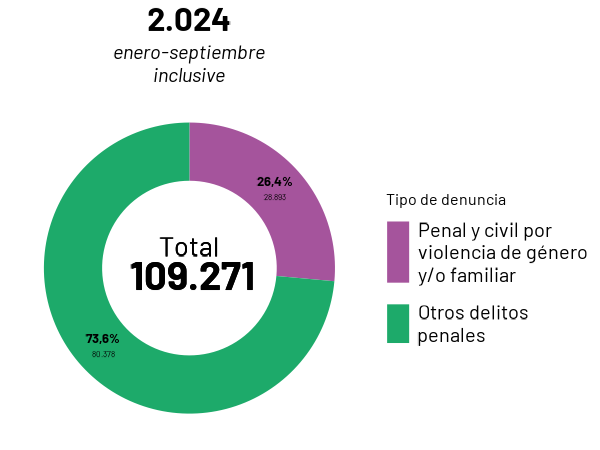 2.024
enero-septiembre
inclusive
26,4%
28.893
Total
109.271
73,6%
80.378
Tipo de denuncia
Penal y civil por
violencia de género
y/o familiar
Otros delitos
penales